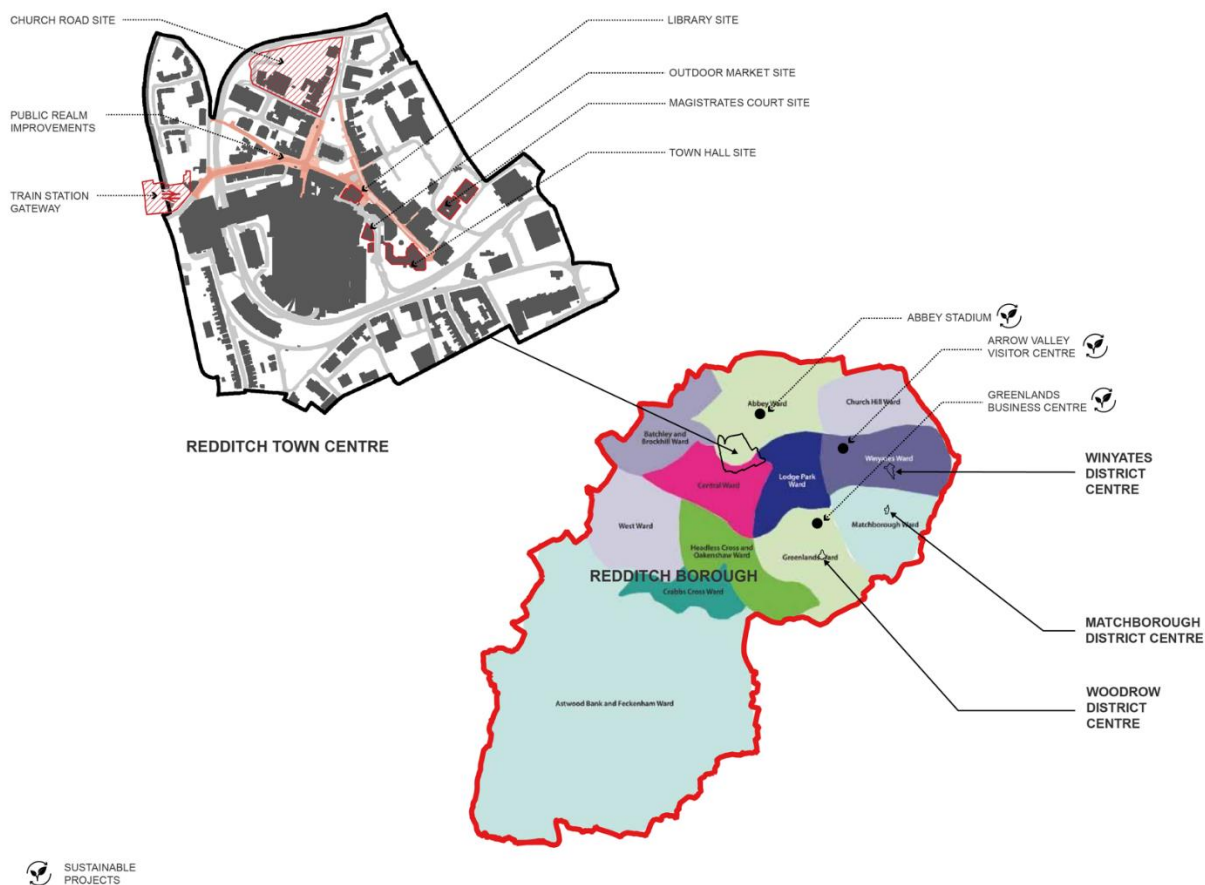 CHURCH ROAD SITE
PUBLIC REALM
IMPROVEMENTS
TRAIN STATION
GATEWAY
LIBRARY SITE
OUTDOOR MARKET SITE
MAGISTRATES COURT SITE
TOWN HALL SITE
REDDITCH TOWN CENTRE
ABBEY STADIUM
ARROW VALLEY
VISITOR CENTRE
GREENLANDS
BUSINESS CENTRE
Abbey Ward
Church Hill Ward
Batchley and
Brockhill Ward
Central Ward
Lodge Park
Ward
Winyates Ward
WINYATES
DISTRICT
CENTRE
West Ward
Headless Cross and
Oakenshaw Ward
Greenlands Ward
Matchborough Ward
REDDITCH BOROUGH
Crabbs Cross Ward
MATCHBOROUGH
DISTRICT CENTRE
WOODROW
DISTRICT
CENTRE
Astwood Bank and Feckenham Ward
SUSTAINABLE
PROJECTS